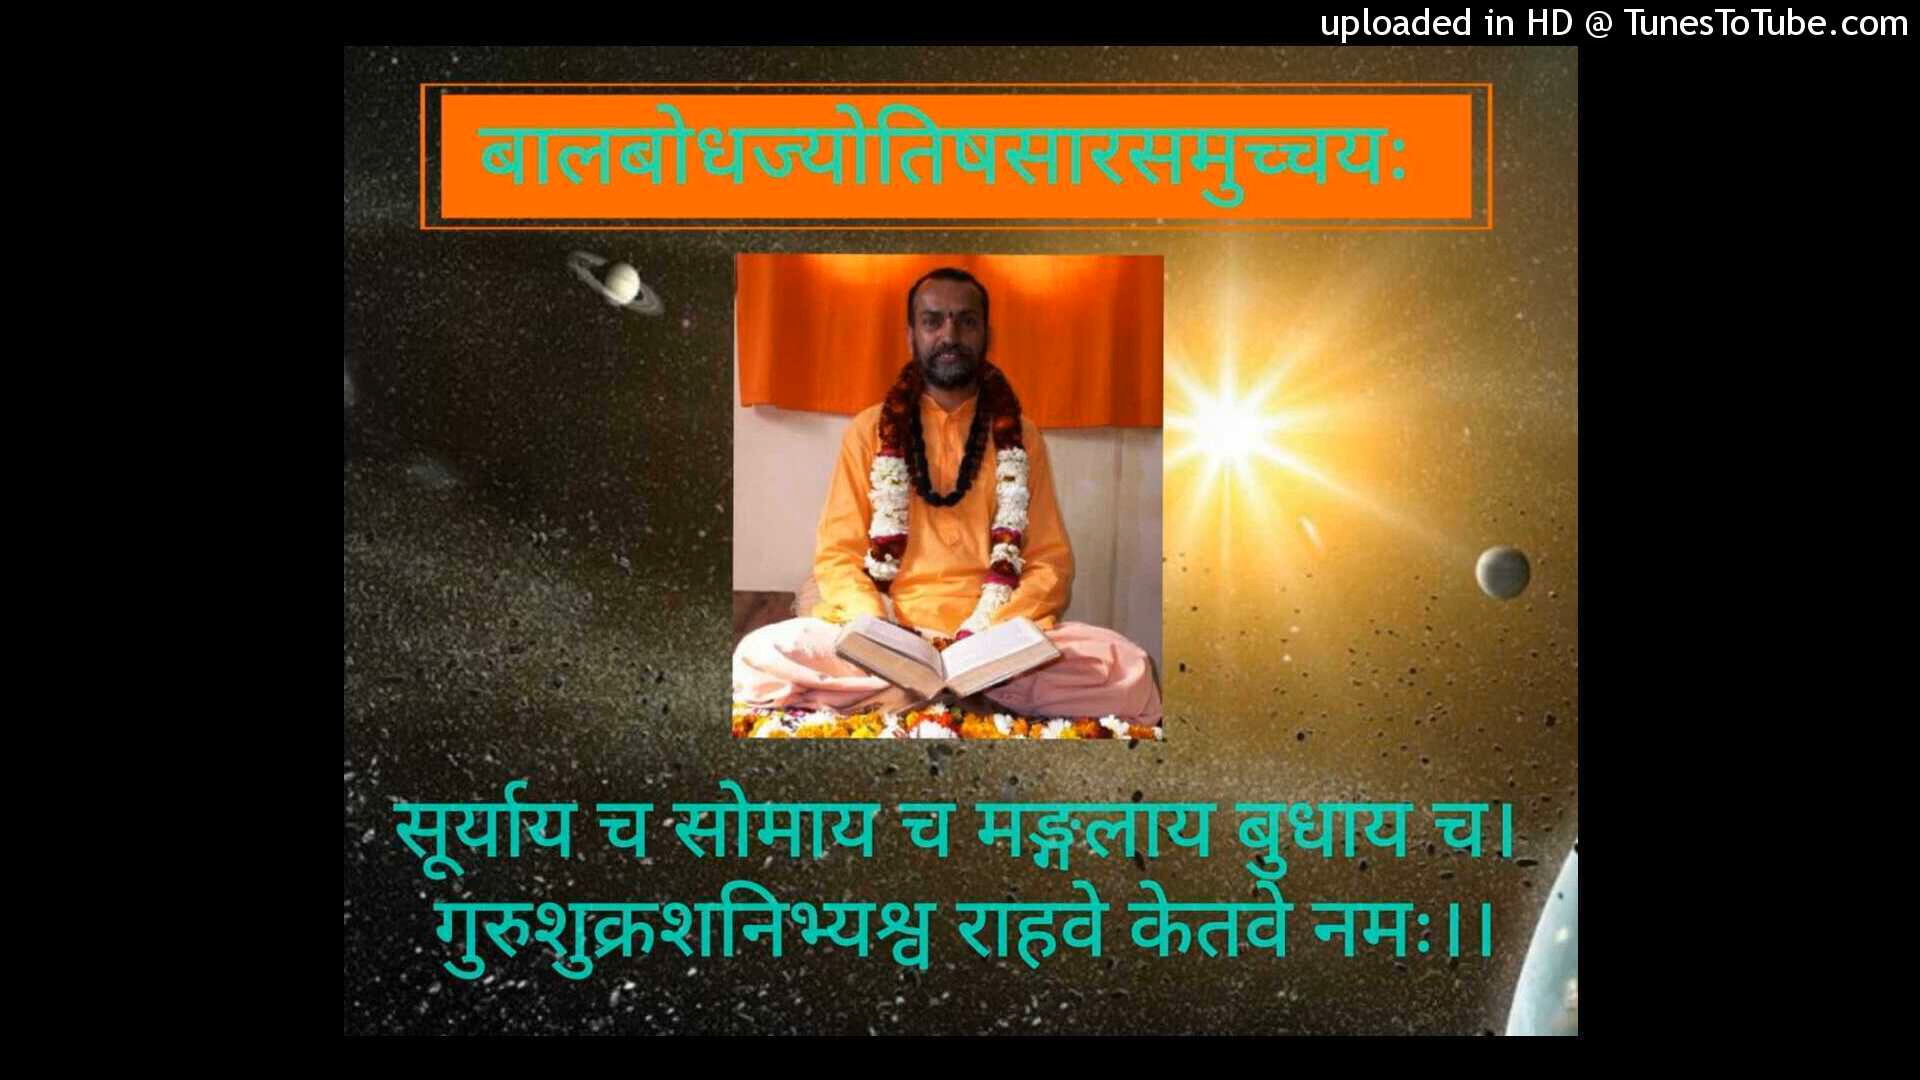 uploaded in HD @ TunesToTube.com
बालबोधज्योतिषसारसमुच्चयः
सूर्याय च सोमाय च मङ्गलाय बुधाय च।
गुरुशुक्रशनिभ्यश्च राहवे केतवे नमः।।